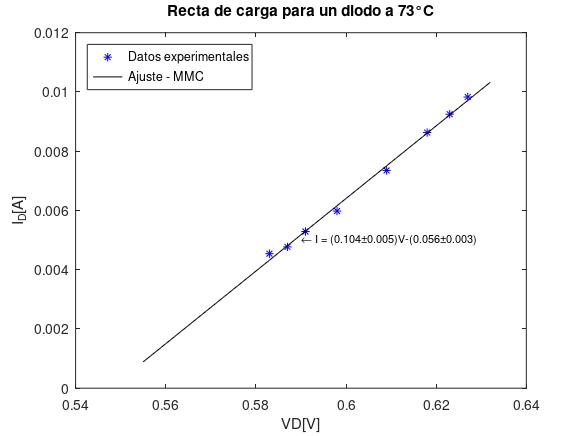 Recta de carga para un diodo a 73°C
0.012
0.01
0.008
0.006
0.004
0.002
0
I_D[A]
Datos experimentales
Ajuste - MMC
← I = (0.104±0.005)V-(0.056±0.003)
0.54 0.56 0.58 0.6 0.62 0.64
VD[V]